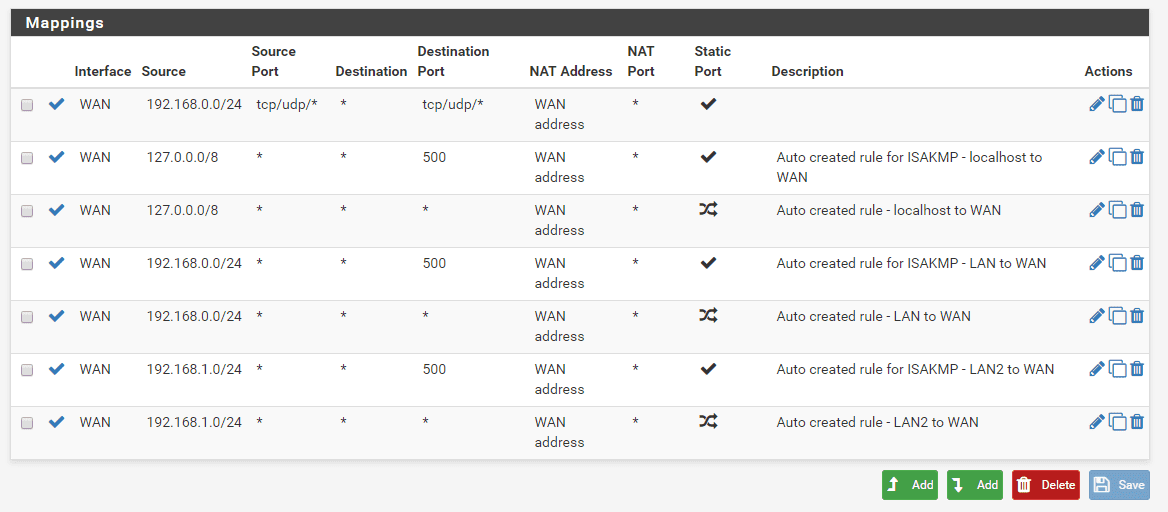 Mappings
Interface Source Source Port Destination Destination Port NAT Address NAT Port Static Port Description Actions
WAN 192.168.0.0/24 tcp/udp/* * tcp/udp/* WAN address *
WAN 127.0.0.0/8 * * 500 WAN address * Auto created rule for ISAKMP - localhost to WAN
WAN 127.0.0.0/8 * * * WAN address * Auto created rule - localhost to WAN
WAN 192.168.0.0/24 * * 500 WAN address * Auto created rule for ISAKMP - LAN to WAN
WAN 192.168.0.0/24 * * * WAN address * Auto created rule - LAN to WAN
WAN 192.168.1.0/24 * * 500 WAN address * Auto created rule for ISAKMP - LAN2 to WAN
WAN 192.168.1.0/24 * * * WAN address * Auto created rule - LAN2 to WAN
Add Add Delete Save